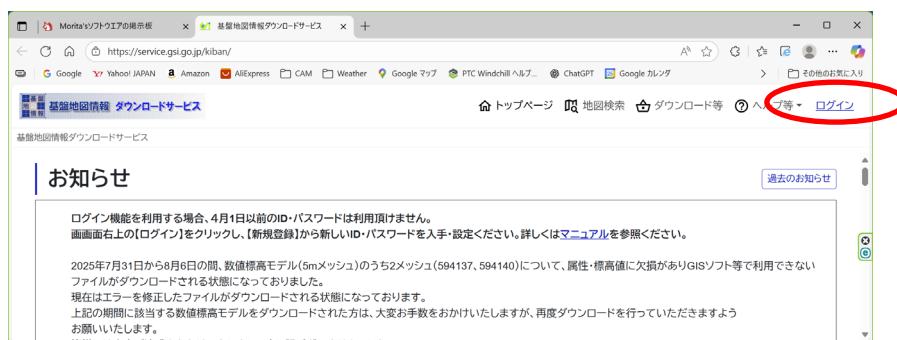 Morita'sソフトウエアの掲示板
基盤地図情報ダウンロードサービス
https://service.gsi.go.jp/kiban/
Google Yahoo! JAPAN Amazon AliExpress CAM Weather Google マップ PTC Windchill ヘルプ... ChatGPT Google カレンダ その他のお気に入り
基盤地図情報 ダウンロードサービス トップページ 地図検索 ダウンロード等 ヘルプ等 ログイン
基盤地図情報ダウンロードサービス
お知らせ
過去のお知らせ
ログイン機能を利用する場合、4月1日以前のID・パスワードは利用頂けません。
画面右上の【ログイン】をクリックし、【新規登録】から新しいID・パスワードを入手・設定ください。詳しくはマニュアルを参照ください。
2025年7月31日から8月6日の間、数値標高モデル(5mメッシュ)のうち2メッシュ(594137、594140)について、属性・標高値に欠損がありGISソフト等で利用できない
ファイルがダウンロードされる状態になっておりました。
現在はエラーを修正したファイルがダウンロードされる状態になっております。
上記の期間に該当する数値標高モデルをダウンロードされた方は、大変お手数をおかけいたしますが、再度ダウンロードを行っていただきますよう
お願いいたします。